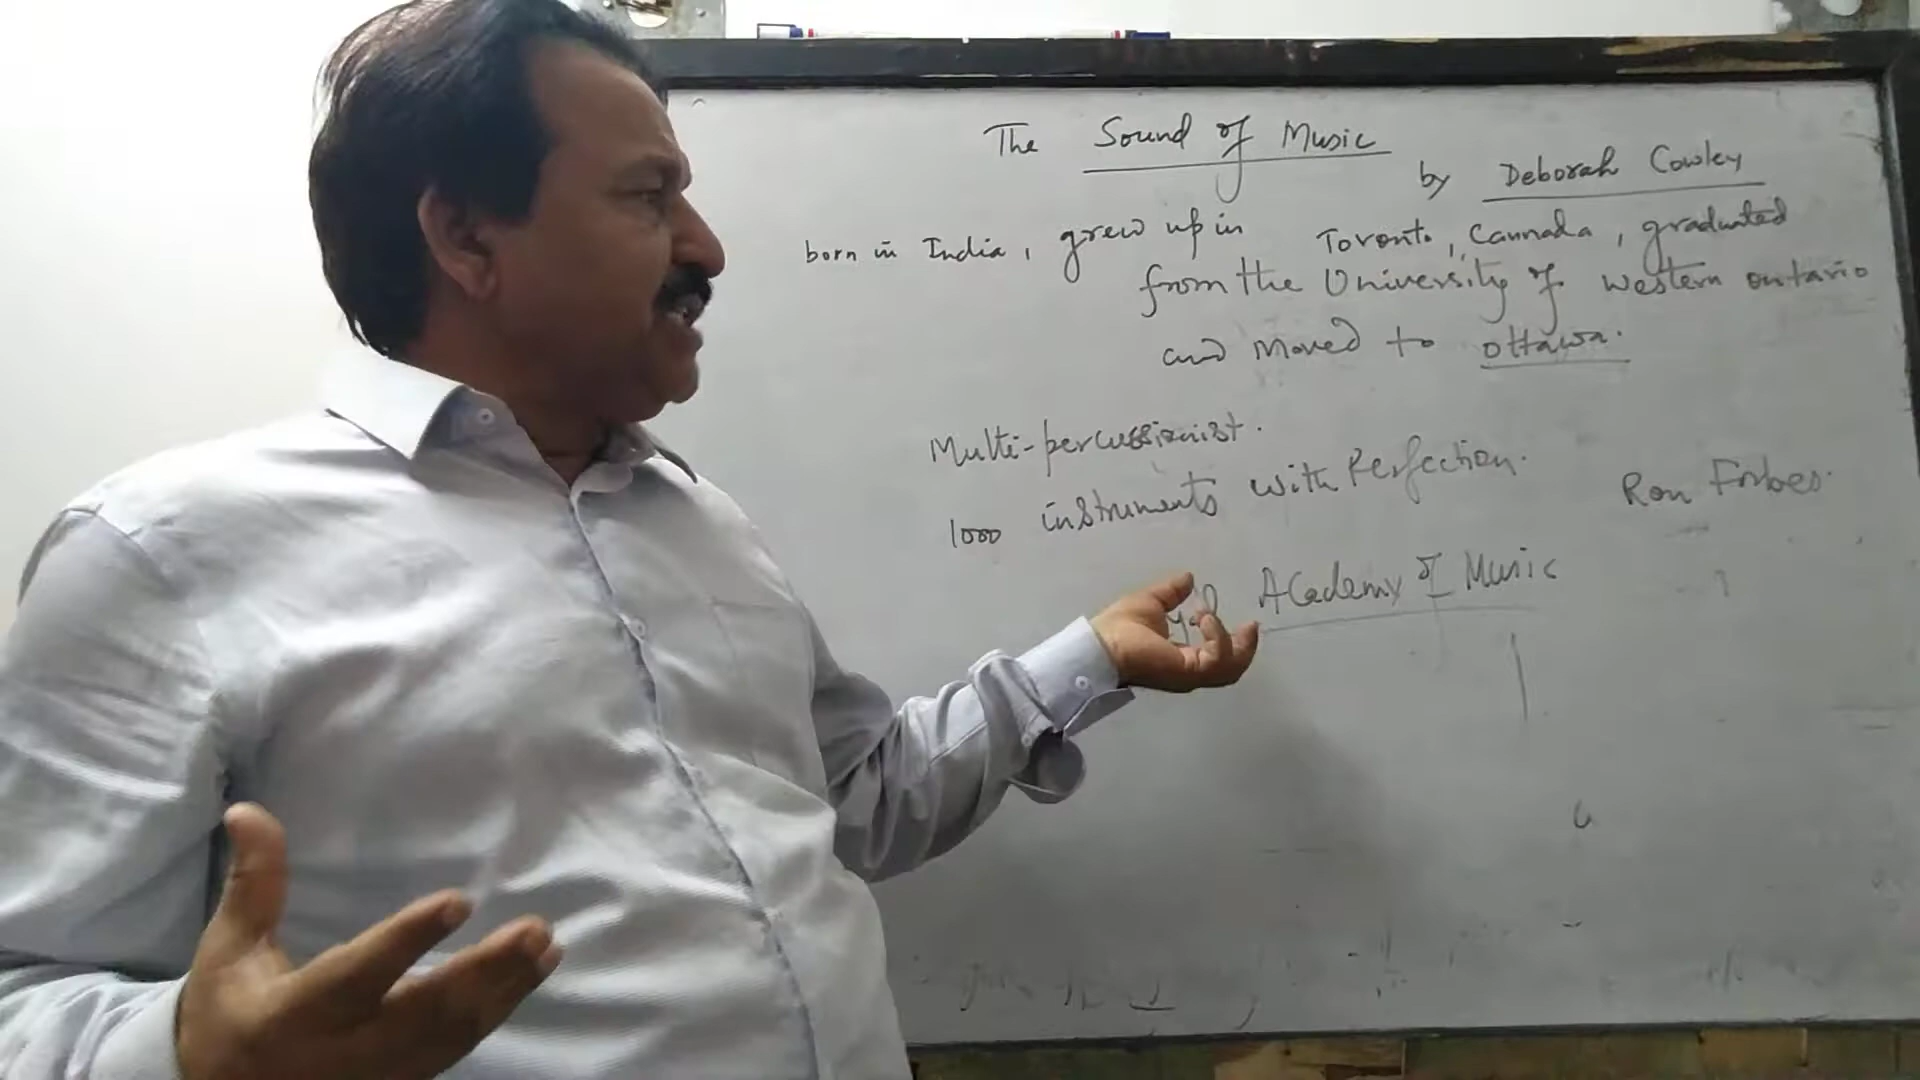 The Sound of Music
by Deborah Cowley
born in India, grew up in Toronto, Cannada, graduated
from the University of Western Ontario
and moved to Ottawa.
Multi-percussionist.
1000 instruments with Perfection.
Ron Forbes.
Academy of Music